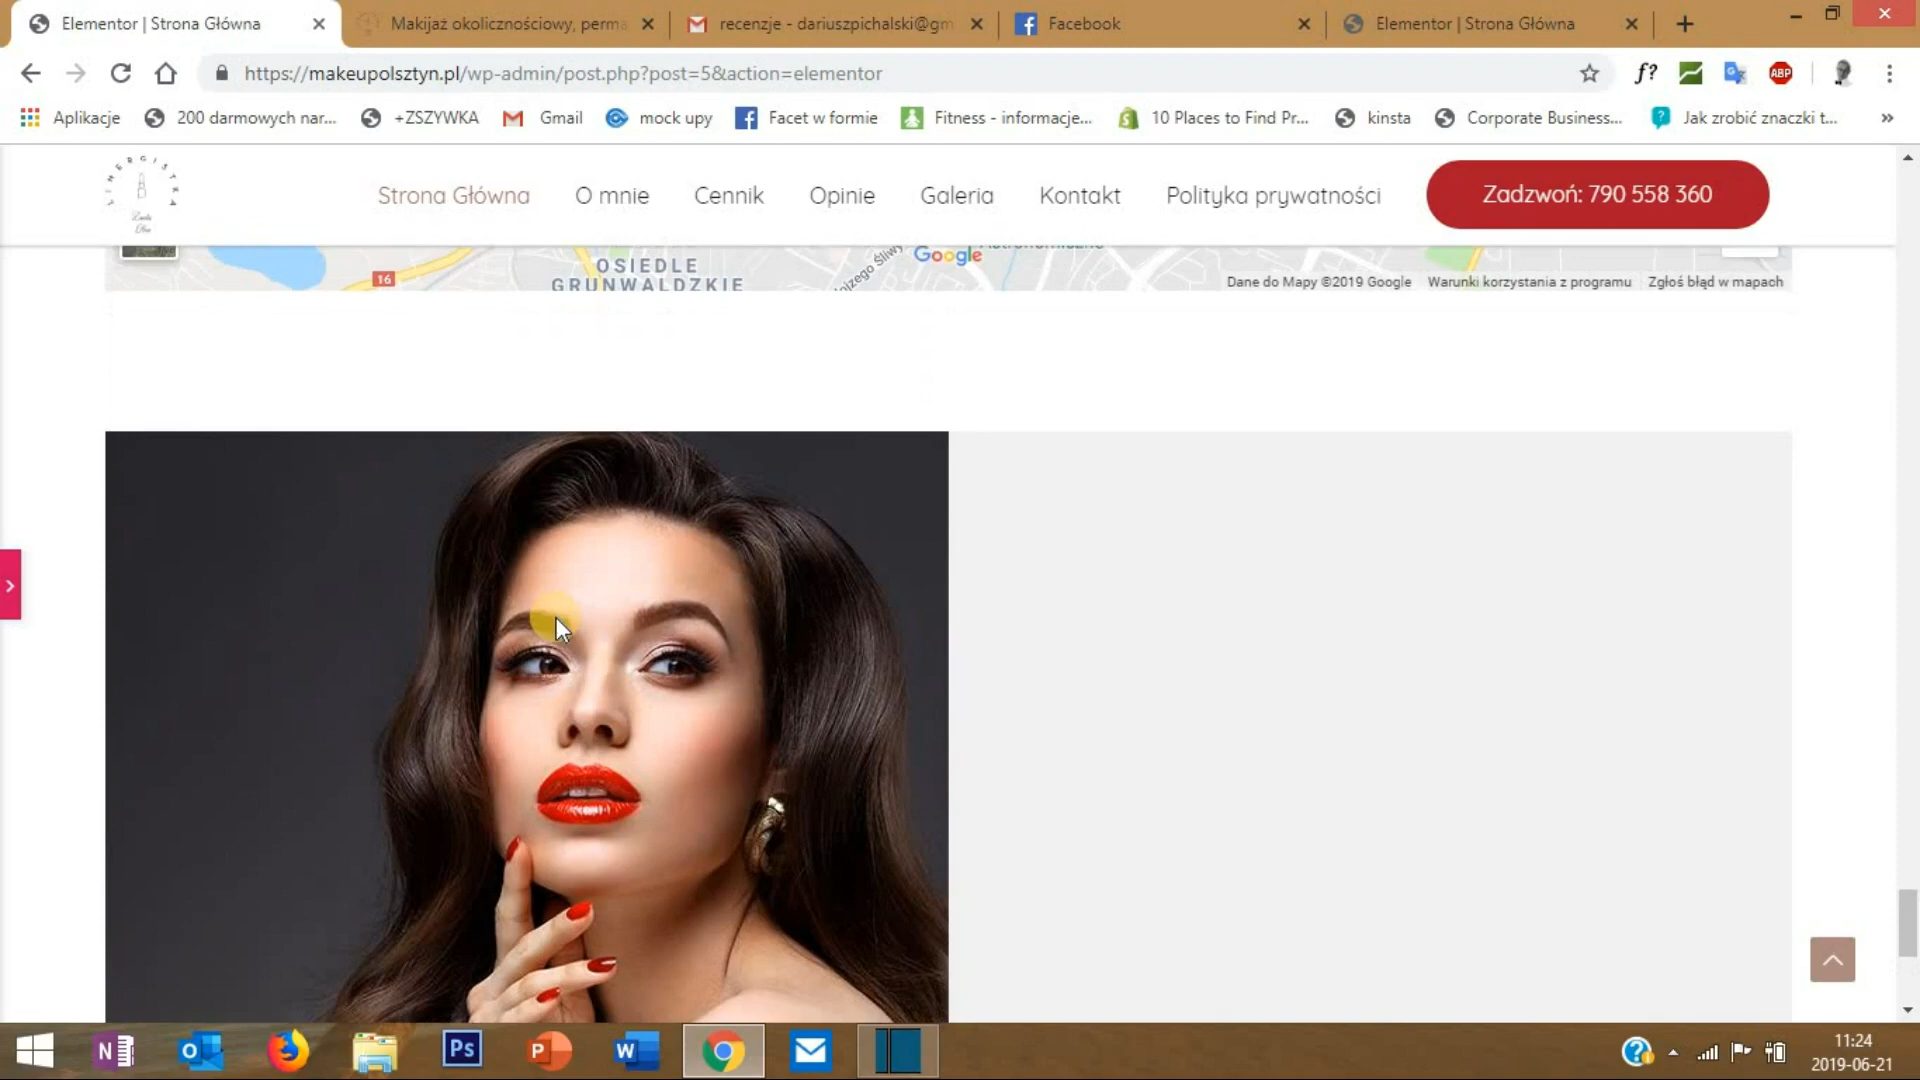 Elementor | Strona Główna
Makijaż okolicznościowy, perma
recenzje - dariuszpichalski@gm
Facebook
Elementor | Strona Główna
https://makeupolsztyn.pl/wp-admin/post.php?post=5&action=elementor
f?
ABP
Aplikacje
200 darmowych nar...
+ZSZYWKA
Gmail
mock upy
Facet w formie
Fitness - informacje...
10 Places to Find Pr...
kinsta
Corporate Business...
Jak zrobić znaczki t...
»
Strona Główna
O mnie
Cennik
Opinie
Galeria
Kontakt
Polityka prywatności
Zadzwoń: 790 558 360
16
OSIEDLE
GRUNWALDZKIE
Google
Dane do Mapy ©2019 Google
Warunki korzystania z programu
Zgłoś błąd w mapach
Ps
11:24
2019-06-21